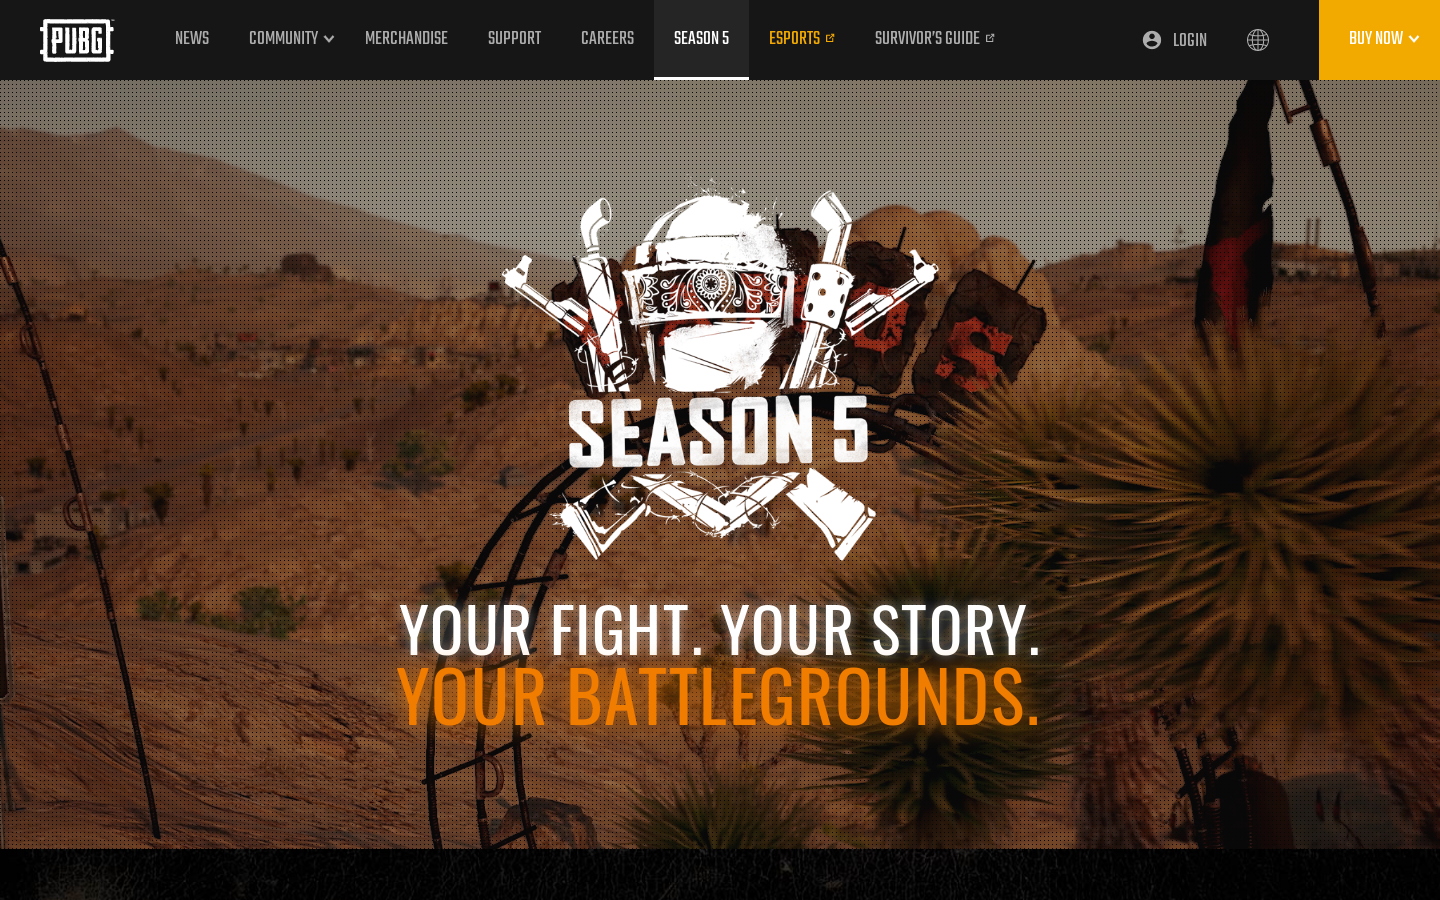 PUBG
NEWS
COMMUNITY
MERCHANDISE
SUPPORT
CAREERS
SEASON 5
ESPORTS
SURVIVOR'S GUIDE
LOGIN
BUY NOW
SEASON 5
YOUR FIGHT. YOUR STORY.
YOUR BATTLEGROUNDS.